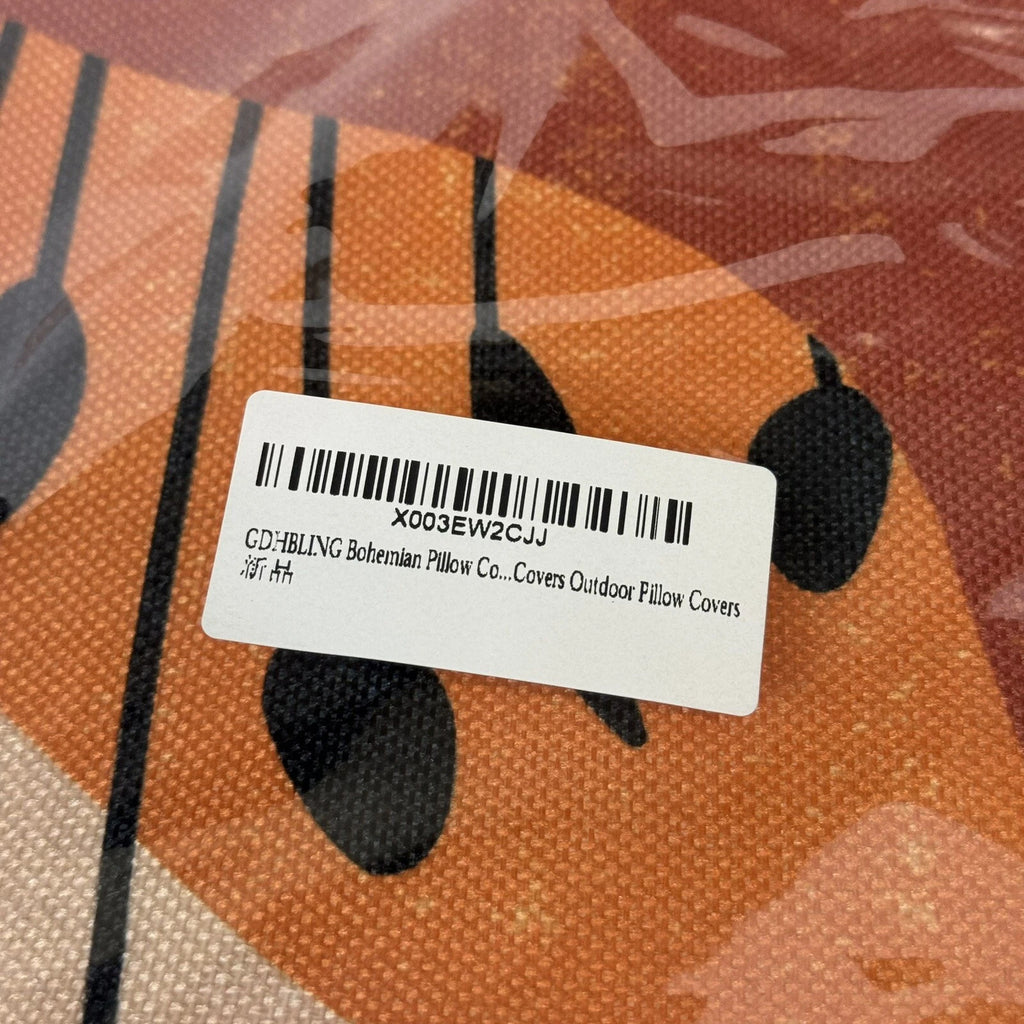 X003EW2CJJ
GDHBLING Bohemian Pillow Co...Covers Outdoor Pillow Covers
新品